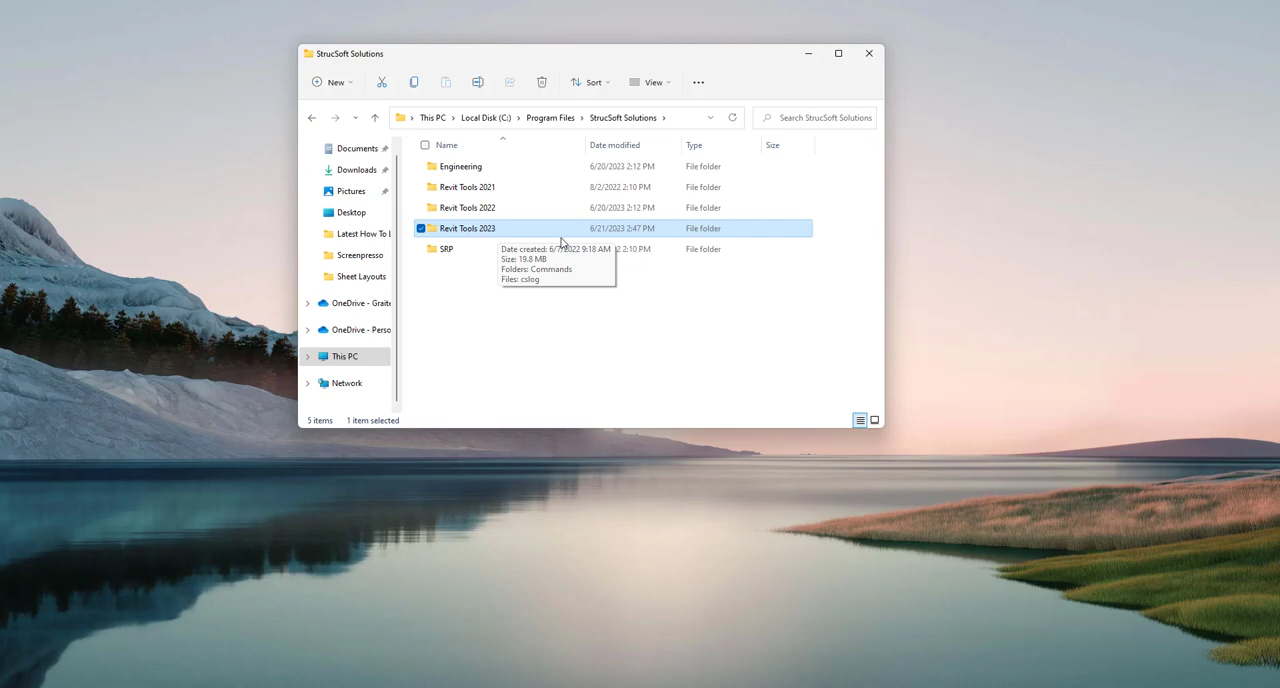 StrucSoft Solutions
New
Sort
View
This PC > Local Disk (C:) > Program Files > StrucSoft Solutions >
Search StrucSoft Solutions
Name Date modified Type Size
Documents
Downloads
Pictures
Desktop
Latest How To
Screenpresso
Sheet Layouts
OneDrive - Graite
OneDrive - Perso
This PC
Network
Engineering 6/20/2023 2:12 PM File folder
Revit Tools 2021 8/2/2022 2:10 PM File folder
Revit Tools 2022 6/20/2023 2:12 PM File folder
Revit Tools 2023 6/21/2023 2:47 PM File folder
SRP 2:10 PM File folder
Date created: 6/7/2022 9:18 AM
Size: 19.8 MB
Folders: Commands
Files: cslog
5 items 1 item selected